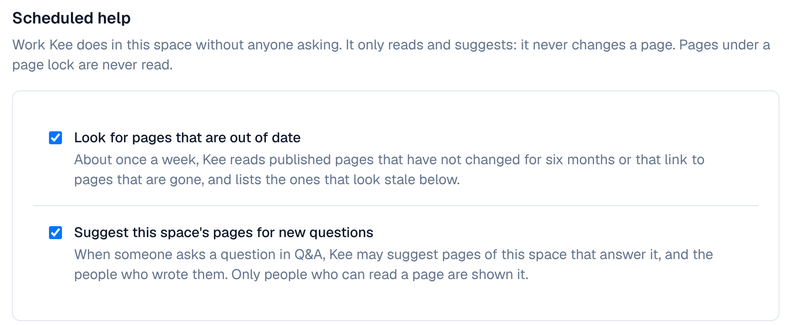 Scheduled help
Work Kee does in this space without anyone asking. It only reads and suggests: it never changes a page. Pages under a
page lock are never read.
Look for pages that are out of date
About once a week, Kee reads published pages that have not changed for six months or that link to
pages that are gone, and lists the ones that look stale below.
Suggest this space's pages for new questions
When someone asks a question in Q&A, Kee may suggest pages of this space that answer it, and the
people who wrote them. Only people who can read a page are shown it.